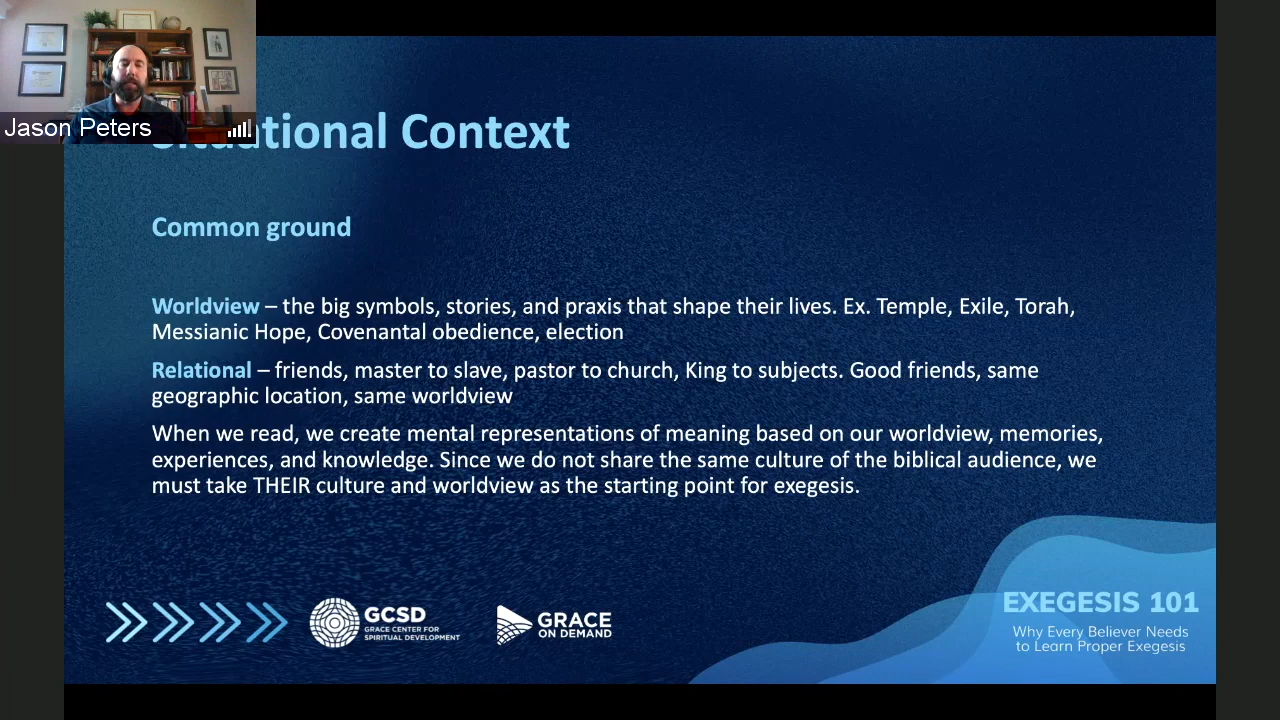 Jason Peters
Situational Context
Common ground
Worldview – the big symbols, stories, and praxis that shape their lives. Ex. Temple, Exile, Torah,
Messianic Hope, Covenantal obedience, election
Relational – friends, master to slave, pastor to church, King to subjects. Good friends, same
geographic location, same worldview
When we read, we create mental representations of meaning based on our worldview, memories,
experiences, and knowledge. Since we do not share the same culture of the biblical audience, we
must take THEIR culture and worldview as the starting point for exegesis.
GCSD
GRACE CENTER FOR
SPIRITUAL DEVELOPMENT
GRACE
ON DEMAND
EXEGESIS 101
Why Every Believer Needs
to Learn Proper Exegesis